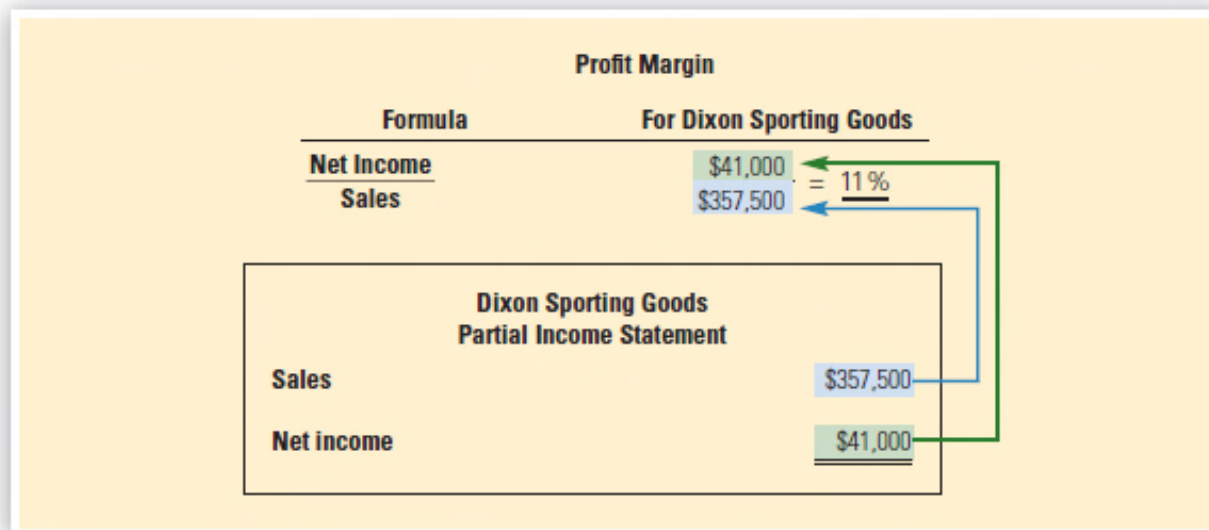 Profit Margin
Formula For Dixon Sporting Goods
Net Income $41,000
= 11%
Sales $357,500
Dixon Sporting Goods
Partial Income Statement
Sales $357,500
Net income $41,000